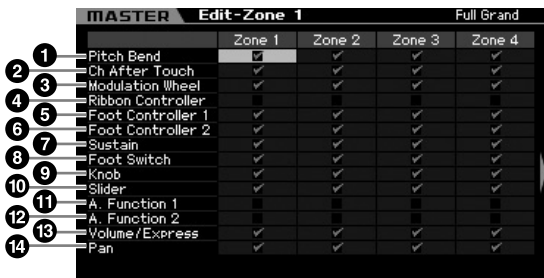 MASTER Edit-Zone 1 Full Grand
Zone 1 Zone 2 Zone 3 Zone 4
1 Pitch Bend
2 Ch After Touch
3 Modulation Wheel
4 Ribbon Controller
5 Foot Controller 1
6 Foot Controller 2
7 Sustain
8 Foot Switch
9 Knob
10 Slider
11 A. Function 1
12 A. Function 2
13 Volume/Express
14 Pan